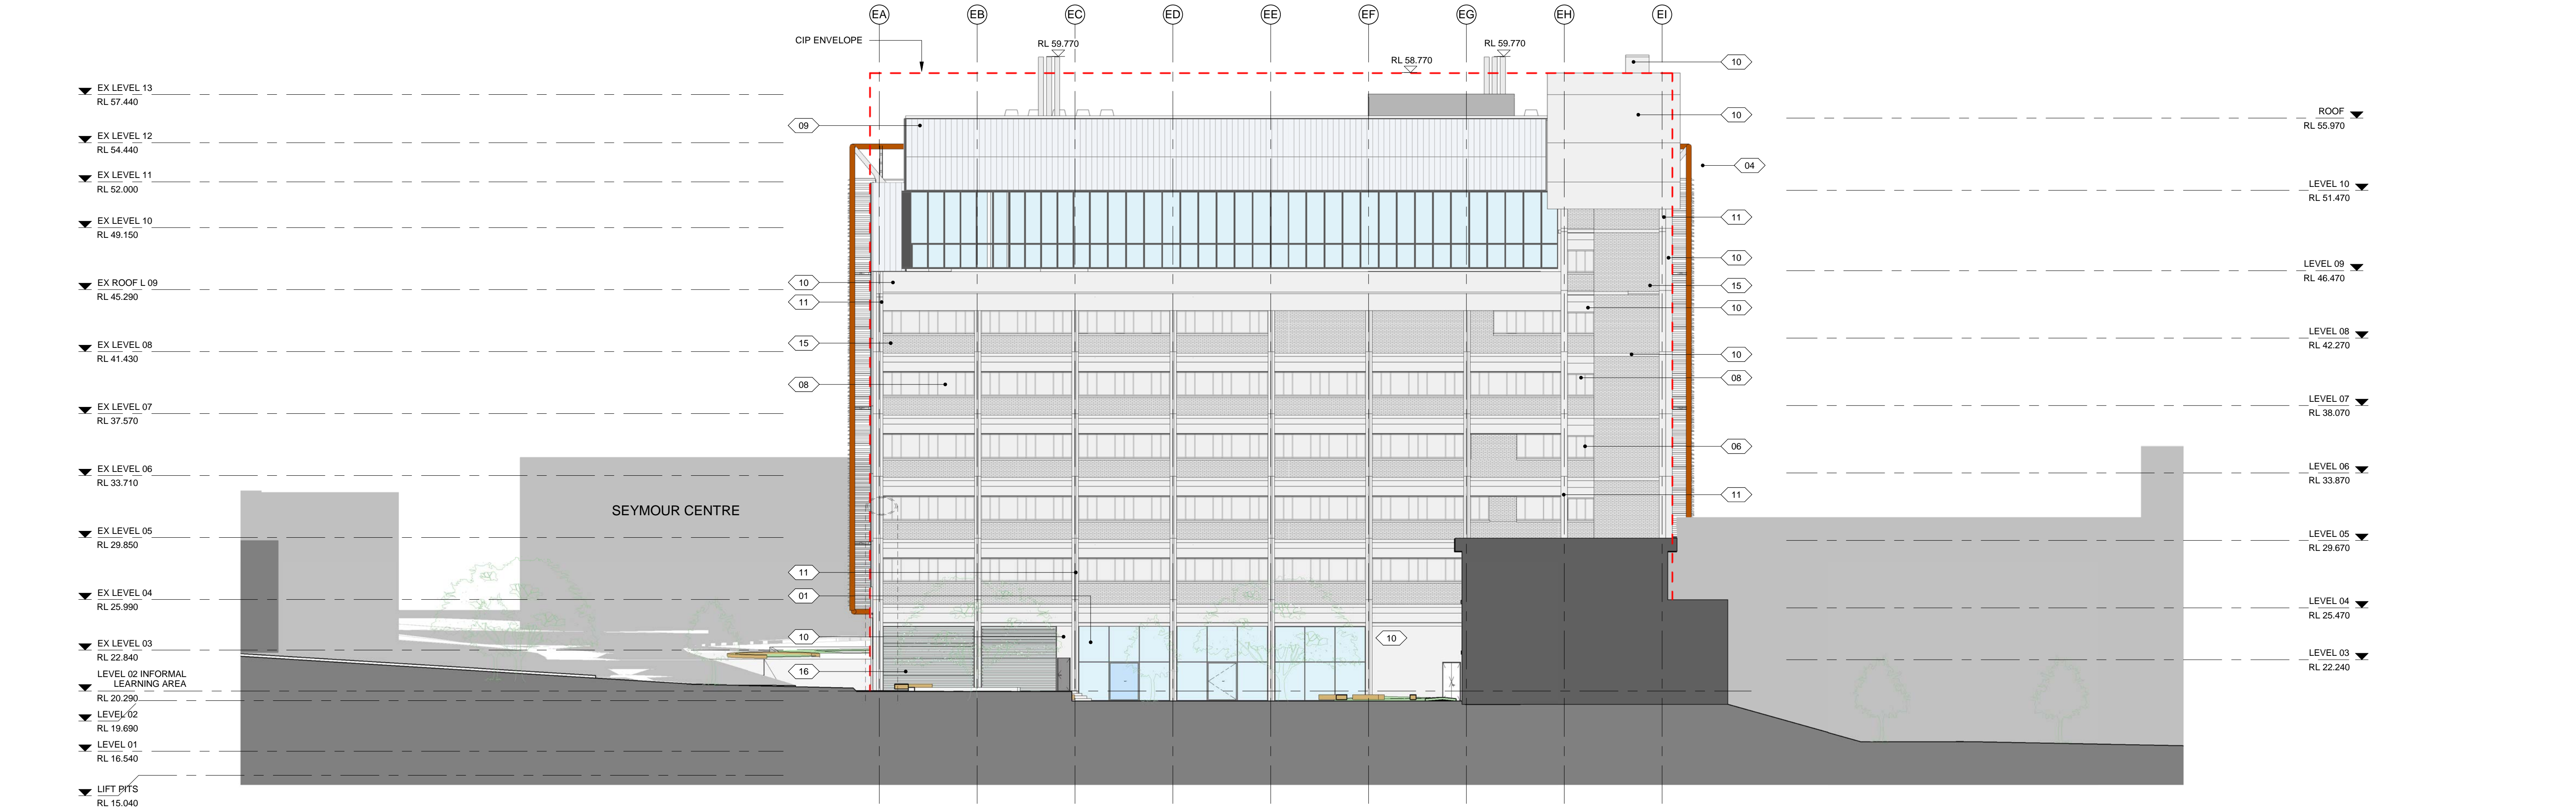 EA EB EC ED EE EF EG EH EI
CIP ENVELOPE
RL 59.770
RL 58.770
RL 59.770
EX LEVEL 13
RL 57.440
EX LEVEL 12
RL 54.440
EX LEVEL 11
RL 52.000
EX LEVEL 10
RL 49.150
EX ROOF L 09
RL 45.290
EX LEVEL 08
RL 41.430
EX LEVEL 07
RL 37.570
EX LEVEL 06
RL 33.710
EX LEVEL 05
RL 29.850
EX LEVEL 04
RL 25.990
EX LEVEL 03
RL 22.840
LEVEL 02 INFORMAL
LEARNING AREA
RL 20.290
LEVEL 02
RL 19.690
LEVEL 01
RL 16.540
LIFT PITS
RL 15.040
SEYMOUR CENTRE
09
10
11
15
08
11
01
10
16
10
10
10
04
11
10
15
10
10
08
06
11
ROOF
RL 55.970
LEVEL 10
RL 51.470
LEVEL 09
RL 46.470
LEVEL 08
RL 42.270
LEVEL 07
RL 38.070
LEVEL 06
RL 33.870
LEVEL 05
RL 29.670
LEVEL 04
RL 25.470
LEVEL 03
RL 22.240